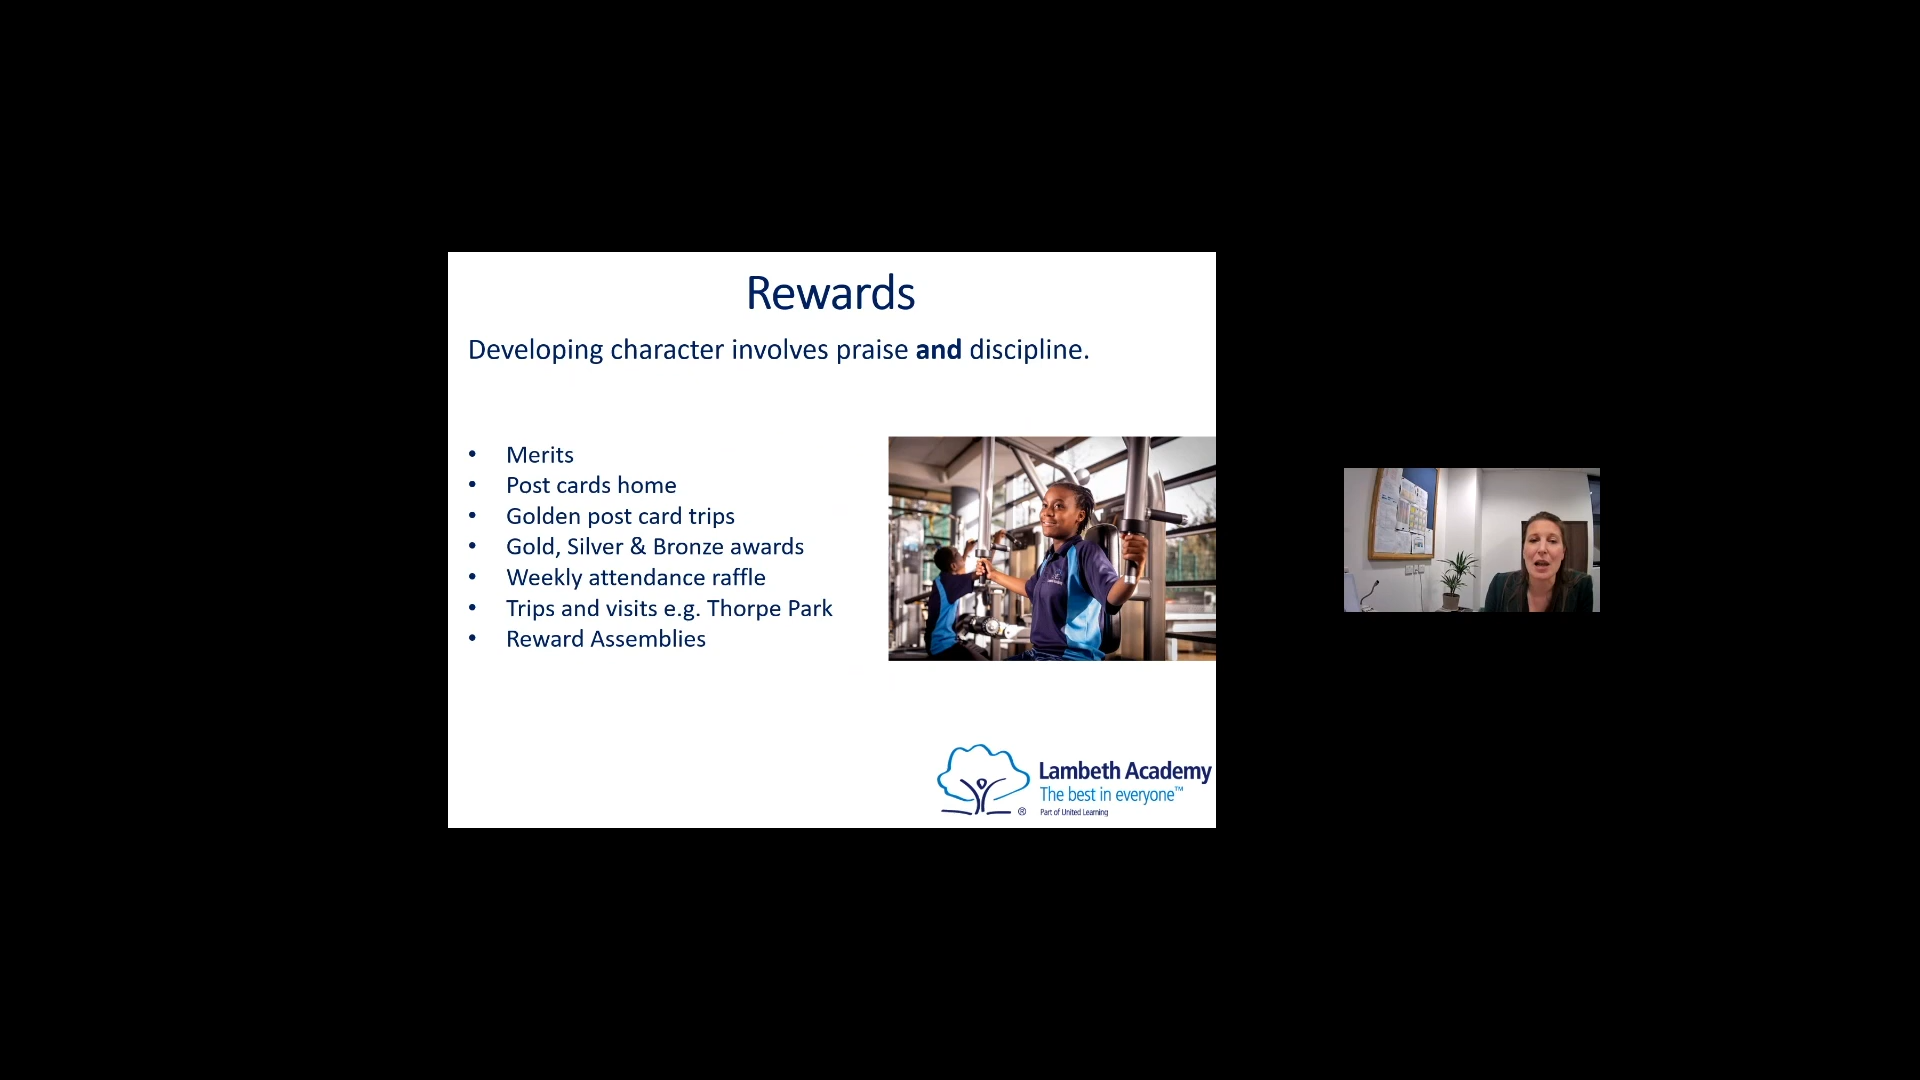 Rewards
Developing character involves praise and discipline.
• Merits
• Post cards home
• Golden post card trips
• Gold, Silver & Bronze awards
• Weekly attendance raffle
• Trips and visits e.g. Thorpe Park
• Reward Assemblies
Lambeth Academy
The best in everyone™
Part of United Learning
®